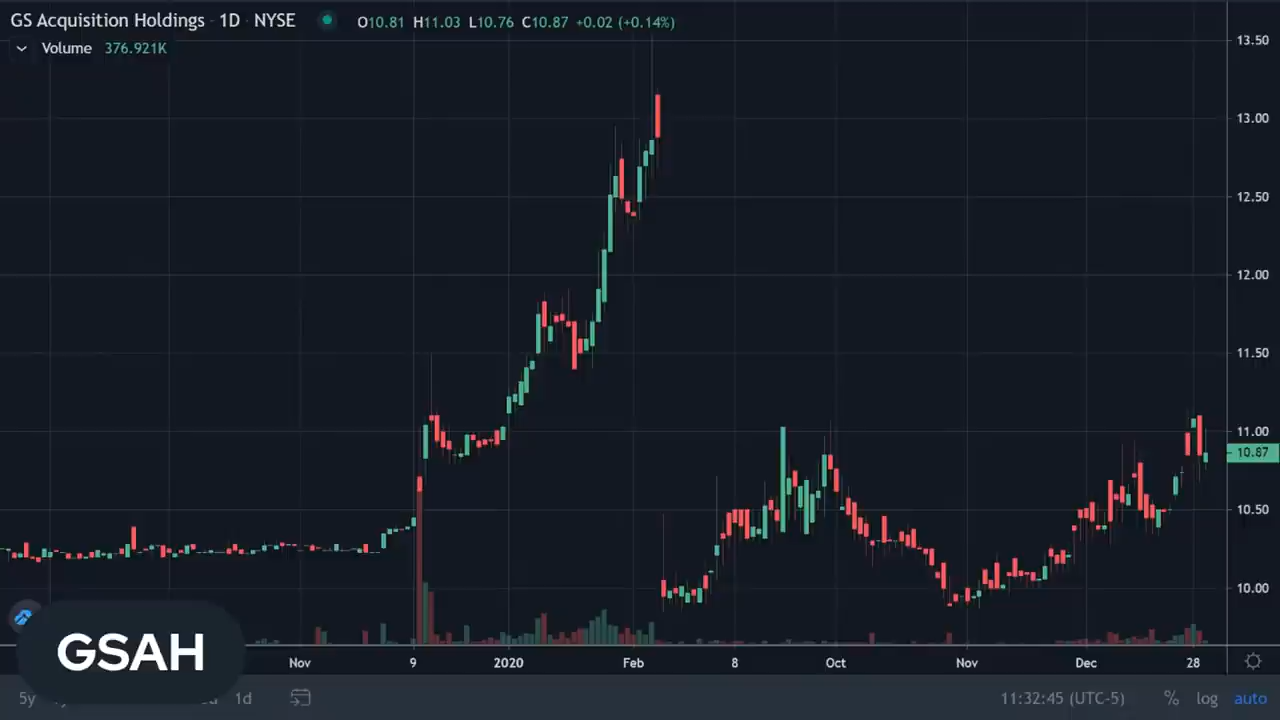 GS Acquisition Holdings · 1D · NYSE O10.81 H11.03 L10.76 C10.87 +0.02 (+0.14%)
Volume 376.921K
13.50
13.00
12.50
12.00
11.50
11.00
10.87
10.50
10.00
GSAH
Nov 9 2020 Feb 8 Oct Nov Dec 28
5y 1d 11:32:45 (UTC-5) % log auto